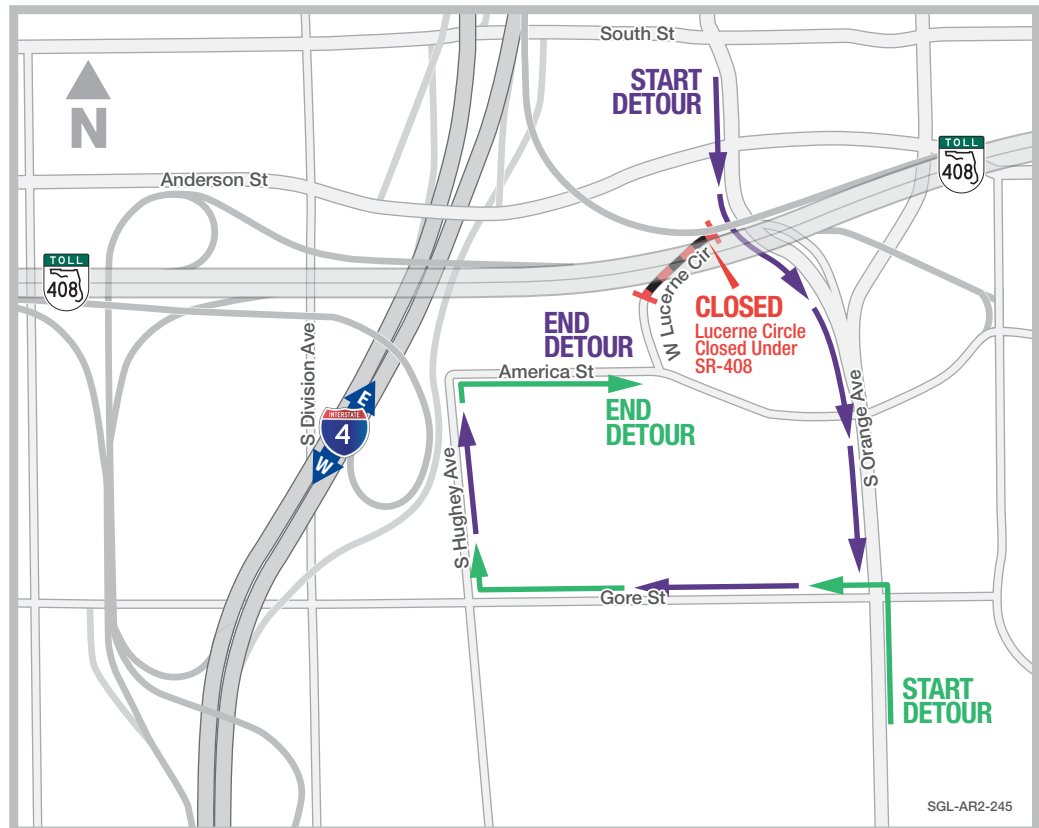 South St
START
DETOUR
N
TOLL
408
Anderson St
TOLL
408
W Lucerne Cir
CLOSED
Lucerne Circle
Closed Under
SR-408
END
DETOUR
America St
END
DETOUR
S Division Ave
E
INTERSTATE
4
W
S Orange Ave
S Hughey Ave
Gore St
START
DETOUR
SGL-AR2-245